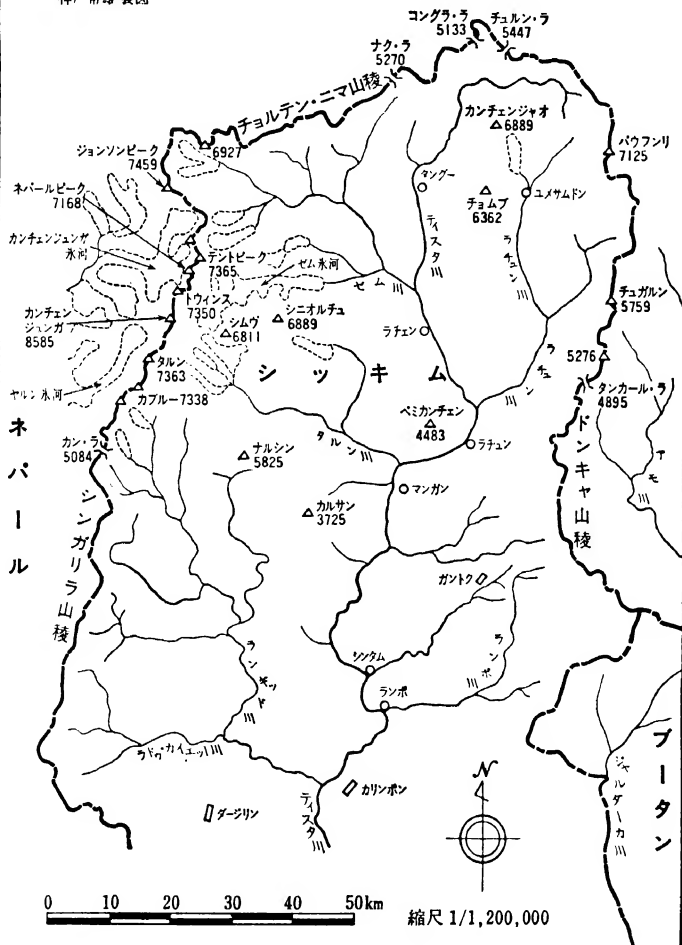 コングラ・ラ
5133
チュルン・ラ
5447
ナク・ラ
5270
チョルテン・ニマ山稜
カンチェンジャオ
6889
6927
ジョンソンピーク
7459
パウフンリ
7125
ネパールピーク
7168
タングー
チョムブ
6362
ユメサムドン
カンチェンジュンガ
氷河
ティスタ川
ラチュン川
テントピーク
7365
ゼム氷河
ゼム川
トウィンス
7350
カンチェン
ジュンガ
8585
シムヴ
6811
シニオルチュ
6889
ラチェン
チュガルン
5759
タルン
7363
シッキム
ラチュン川
5276
タンカール・ラ
4895
ヤルン氷河
カブルー7338
ペミカンチェン
4483
ネパール
カン・ラ
5084
ナルシン
5825
タルン川
ラチュン
ドンキャ山稜
アモ川
マンガン
カルサン
3725
シンガリラ山稜
ガントク
ランポ川
シンタム
ランギット川
ランポ
ブータン
ジャルダーカ川
N
カリンポン
ダージリン
ティスタ川
0 10 20 30 40 50km
縮尺 1/1,200,000